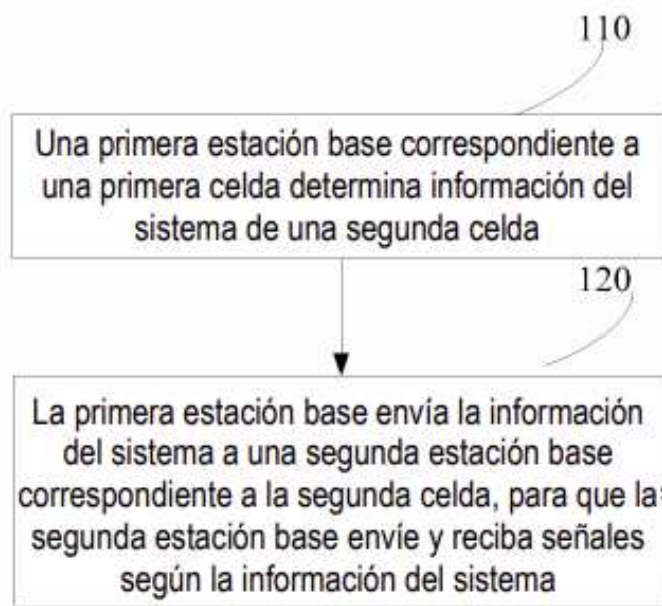 110
Una primera estación base correspondiente a
una primera celda determina información del
sistema de una segunda celda
120
La primera estación base envía la información
del sistema a una segunda estación base
correspondiente a la segunda celda, para que la
segunda estación base envíe y reciba señales
según la información del sistema